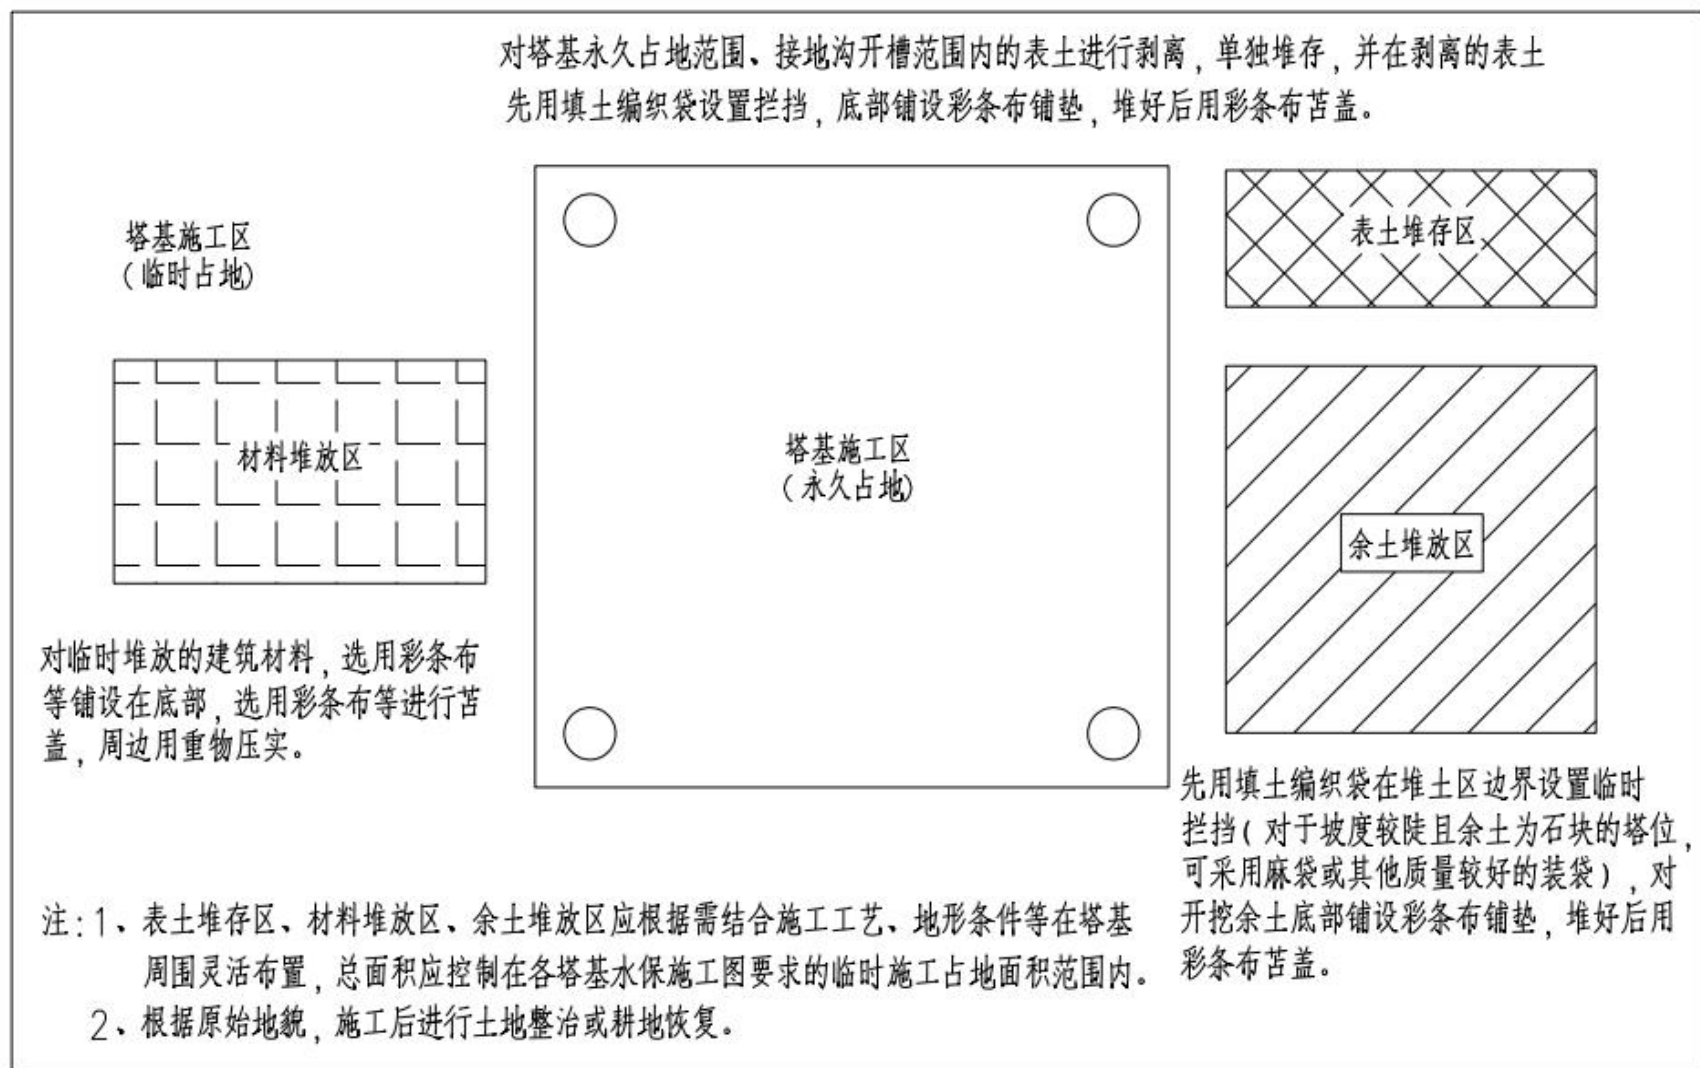 对塔基永久占地范围、接地沟开槽范围内的表土进行剥离，单独堆存，并在剥离的表土
先用填土编织袋设置拦挡，底部铺设彩条布铺垫，堆好后用彩条布苫盖。
塔基施工区
（临时占地）
表土堆存区
材料堆放区
塔基施工区
（永久占地）
余土堆放区
对临时堆放的建筑材料，选用彩条布
等铺设在底部，选用彩条布等进行苫
盖，周边用重物压实。
先用填土编织袋在堆土区边界设置临时
拦挡（对于坡度较陡且余土为石块的塔位，
可采用麻袋或其他质量较好的装袋），对
开挖余土底部铺设彩条布铺垫，堆好后用
彩条布苫盖。
注：1、表土堆存区、材料堆放区、余土堆放区应根据需结合施工工艺、地形条件等在塔基
周围灵活布置，总面积应控制在各塔基水保施工图要求的临时施工占地面积范围内。
2、根据原始地貌，施工后进行土地整治或耕地恢复。